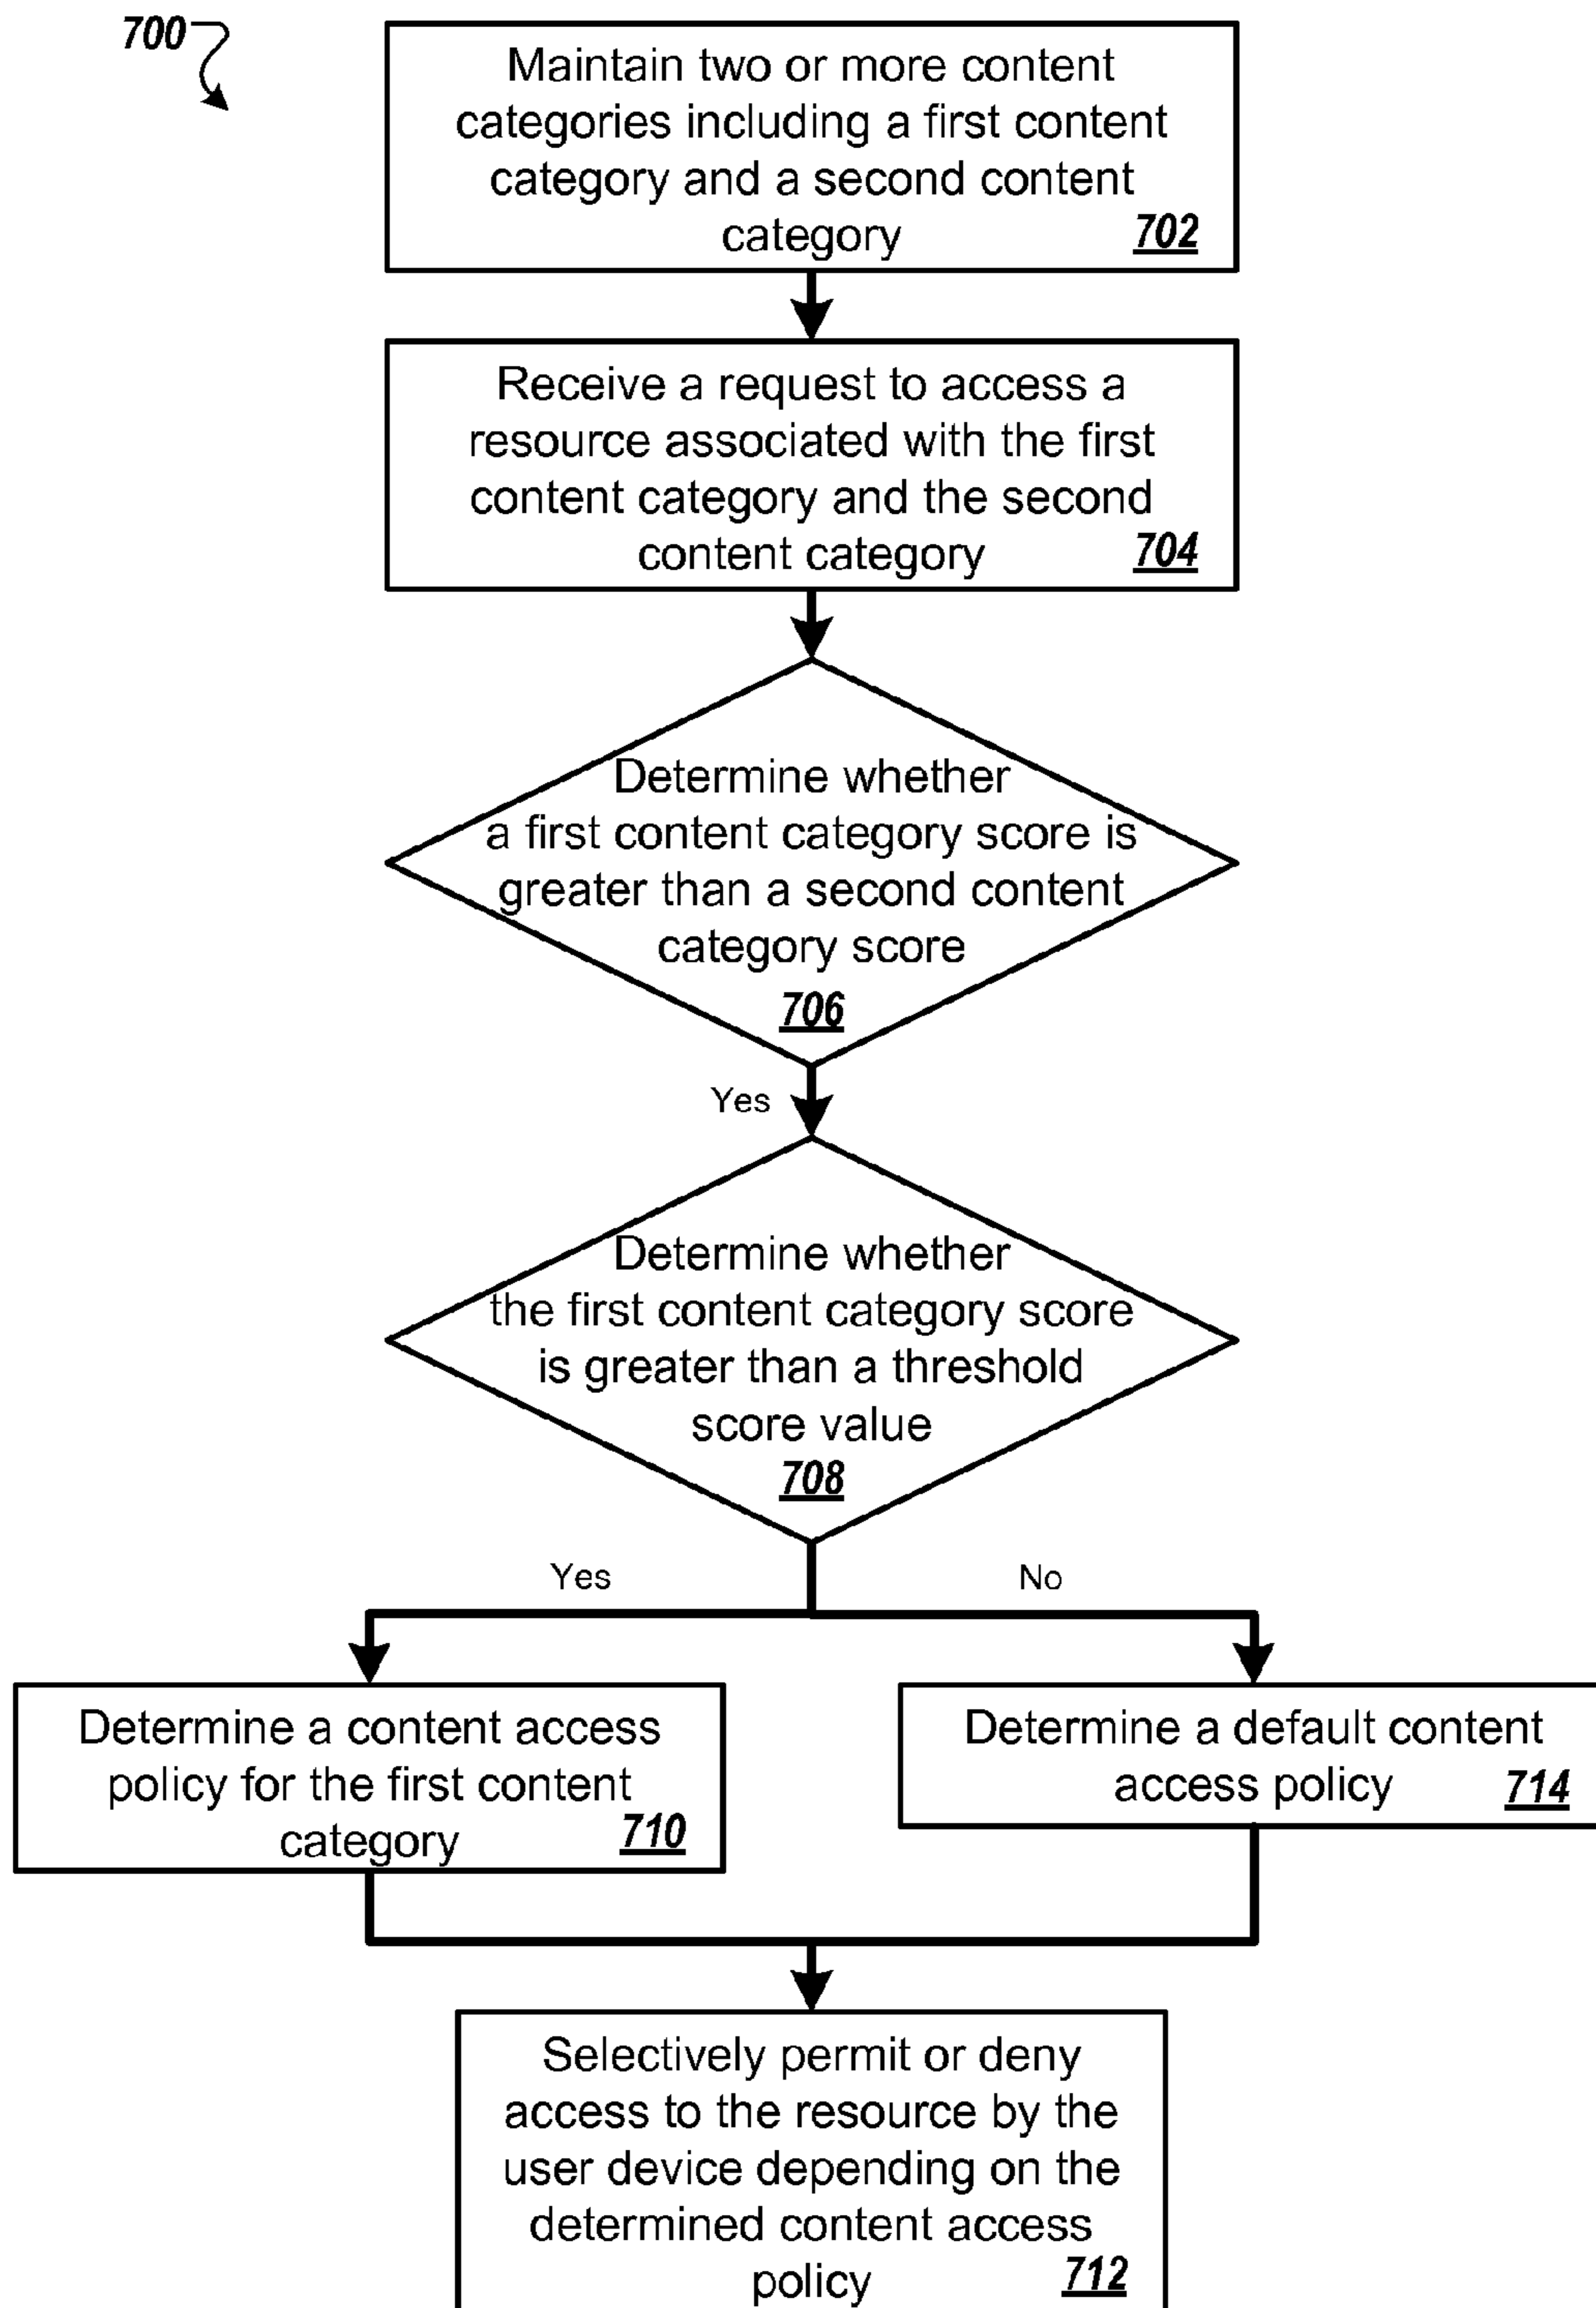 700
Maintain two or more content
categories including a first content
category and a second content
category 702
Receive a request to access a
resource associated with the first
content category and the second
content category 704
Determine whether
a first content category score is
greater than a second content
category score
706
Yes
Determine whether
the first content category score
is greater than a threshold
score value
708
Yes
No
Determine a content access
policy for the first content
category 710
Determine a default content
access policy 714
Selectively permit or deny
access to the resource by the
user device depending on the
determined content access
policy 712